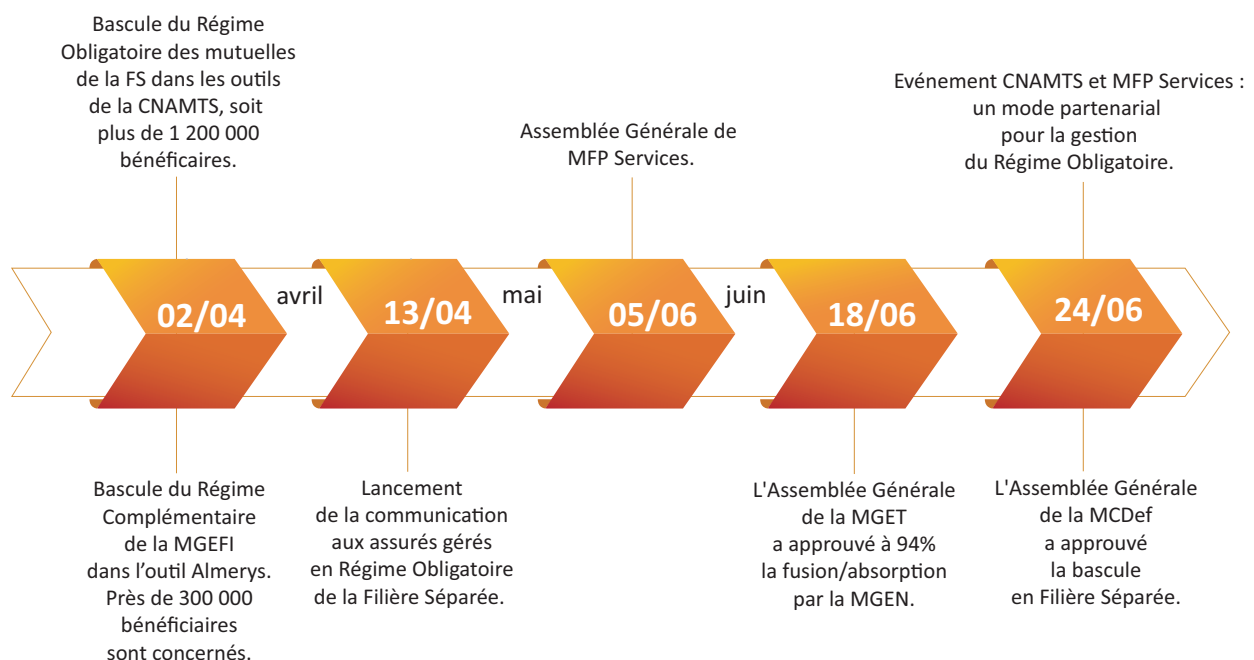 Bascule du Régime
Obligatoire des mutuelles
de la FS dans les outils
de la CNAMTS, soit
plus de 1 200 000
bénéficaires.
Assemblée Générale de
MFP Services.
Evénement CNAMTS et MFP Services :
un mode partenarial
pour la gestion
du Régime Obligatoire.
02/04
avril
13/04
mai
05/06
juin
18/06
24/06
Bascule du Régime
Complémentaire
de la MGEFI
dans l'outil Almerys.
Près de 300 000
bénéficiaires
sont concernés.
Lancement
de la communication
aux assurés gérés
en Régime Obligatoire
de la Filière Séparée.
L'Assemblée Générale
de la MGET
a approuvé à 94%
la fusion/absorption
par la MGEN.
L'Assemblée Générale
de la MCDef
a approuvé
la bascule
en Filière Séparée.